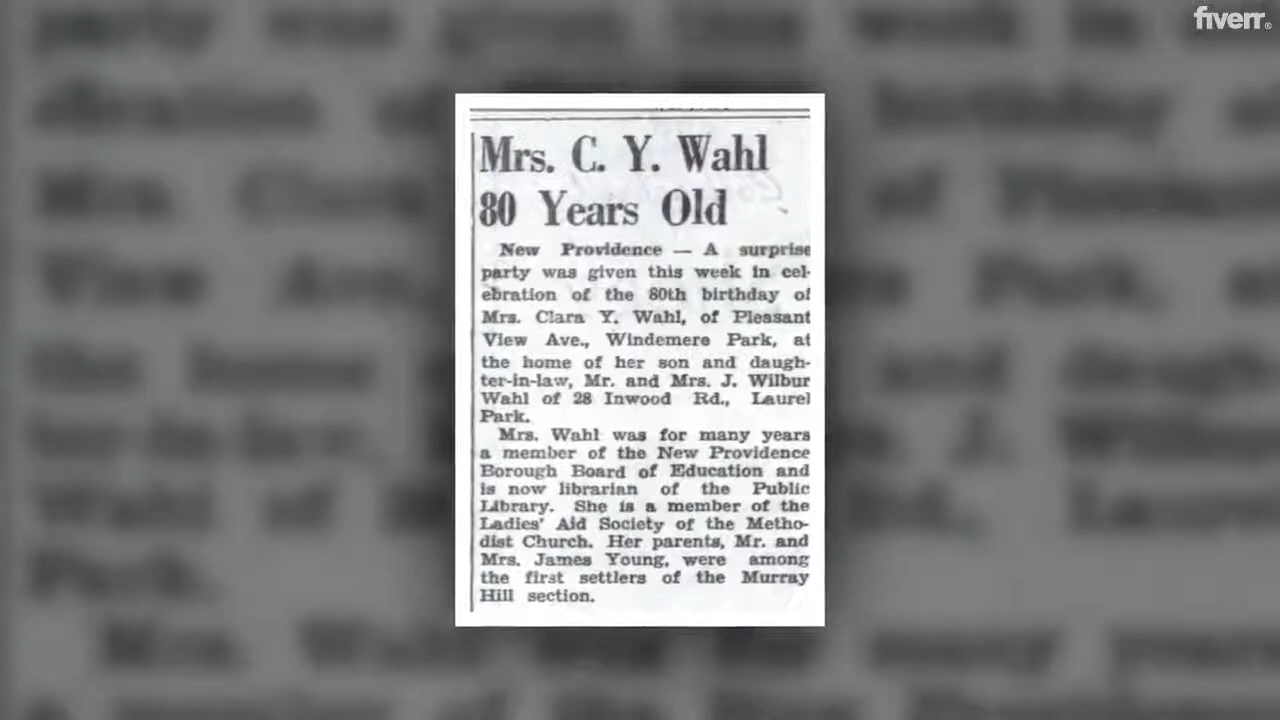 fiverr®
Mrs. C. Y. Wahl
80 Years Old
New Providence — A surprise
party was given this week in cel-
ebration of the 80th birthday of
Mrs. Clara Y. Wahl, of Pleasant
View Ave., Windemere Park, at
the home of her son and daugh-
ter-in-law, Mr. and Mrs. J. Wilbur
Wahl of 28 Inwood Rd., Laurel
Park.
Mrs. Wahl was for many years
a member of the New Providence
Borough Board of Education and
is now librarian of the Public
Library. She is a member of the
Ladies' Aid Society of the Metho-
dist Church. Her parents, Mr. and
Mrs. James Young, were among
the first settlers of the Murray
Hill section.